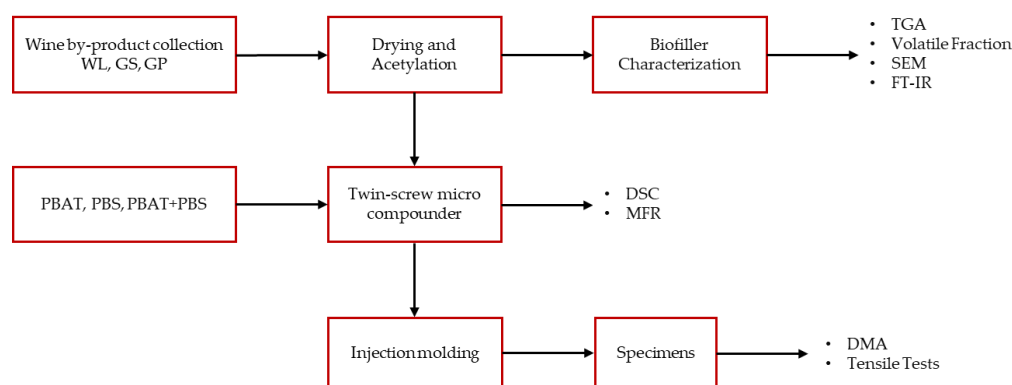 Wine by-product collection
WL, GS, GP
Drying and
Acetylation
Biofiller
Characterization
• TGA
• Volatile Fraction
• SEM
• FT-IR
PBAT, PBS, PBAT+PBS
Twin-screw micro
compounder
• DSC
• MFR
Injection molding
Specimens
• DMA
• Tensile Tests